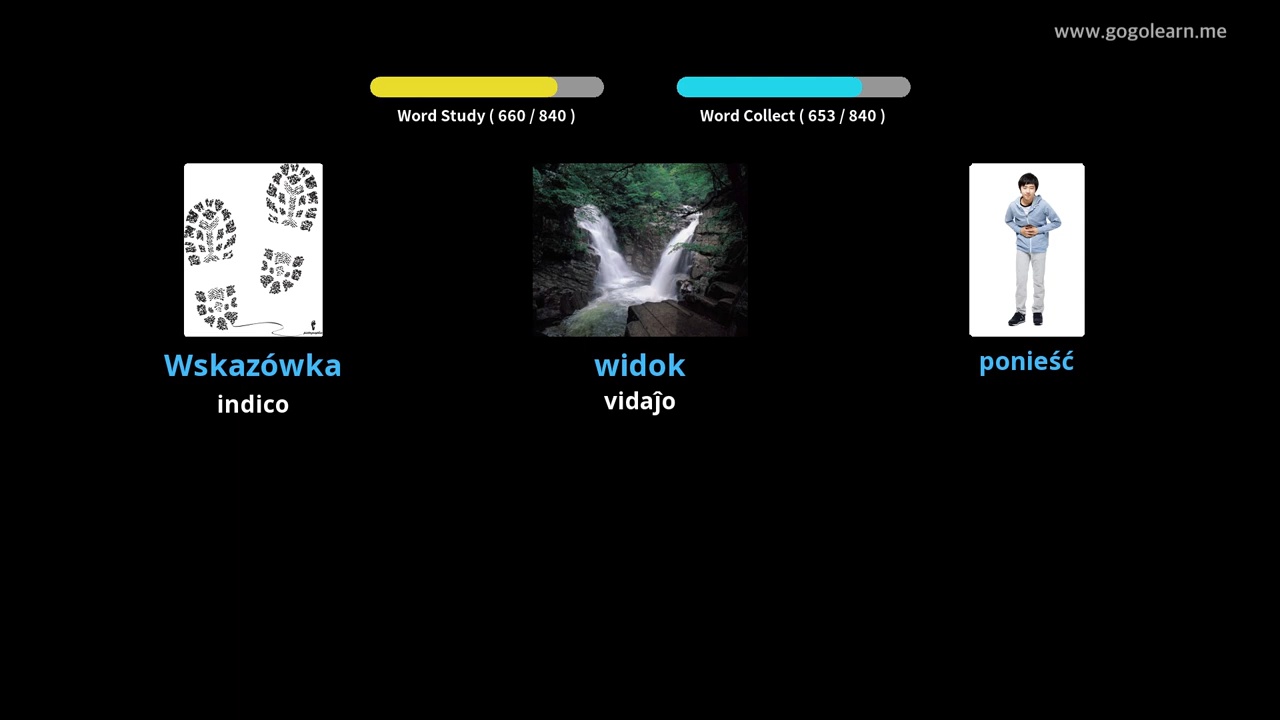 www.gogolearn.me
Word Study ( 660 / 840 )
Word Collect ( 653 / 840 )
Wskazówka
indico
widok
vidaĵo
ponieść